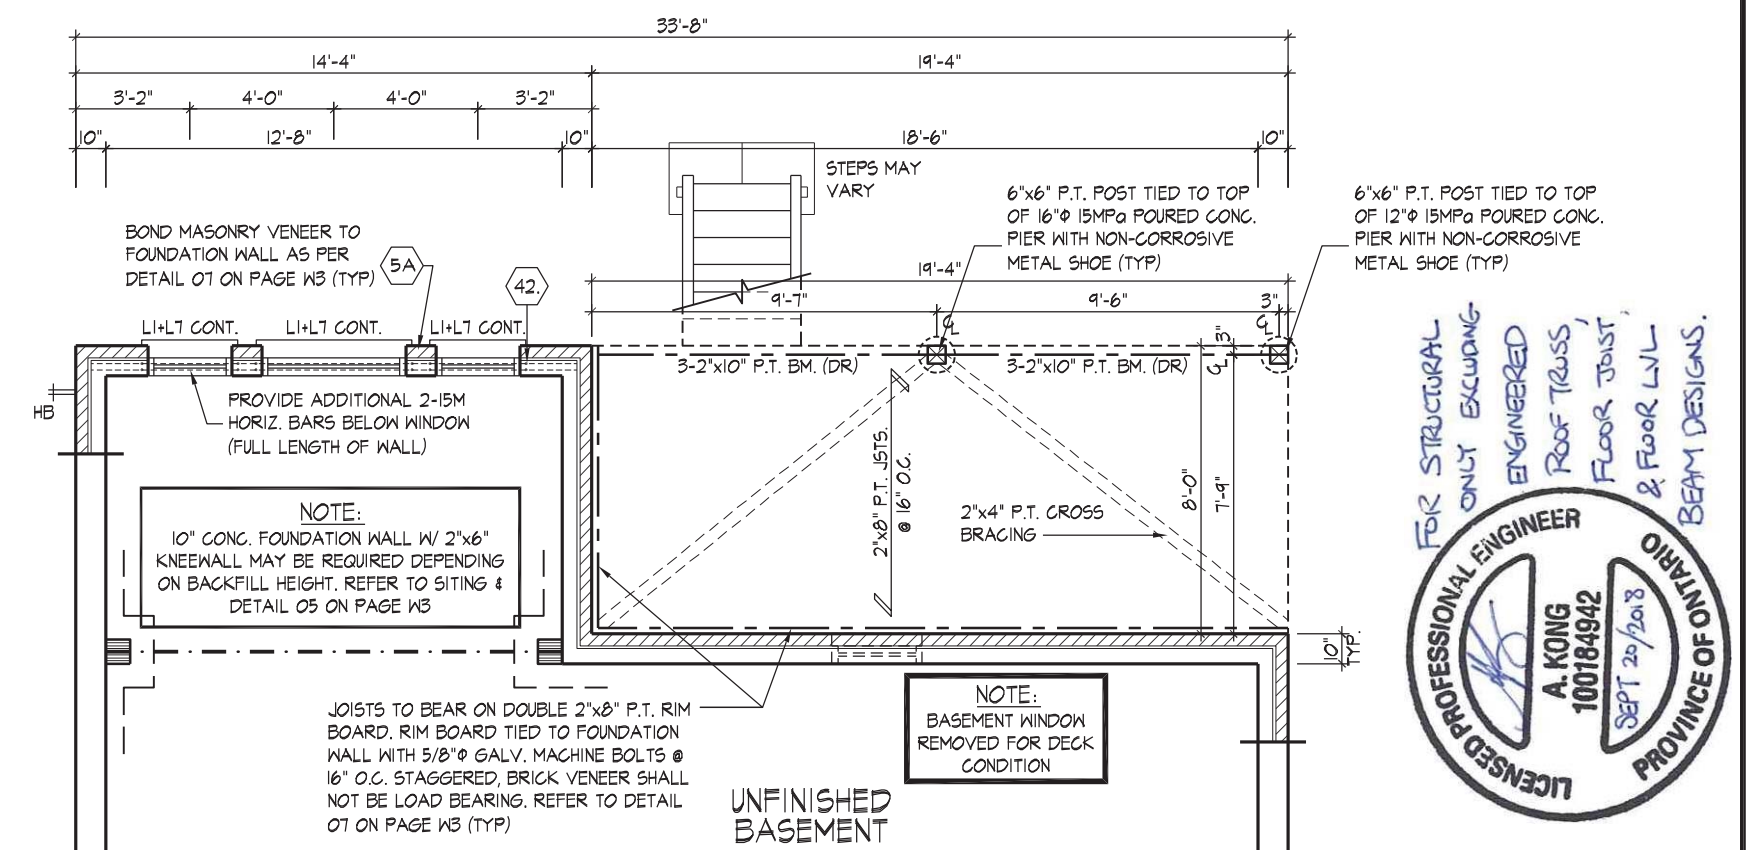 33'-8"
14'-4"
19'-4"
3'-2"
4'-0"
4'-0"
3'-2"
10"
12'-8"
10"
18'-6"
10"
STEPS MAY
VARY
6"x6" P.T. POST TIED TO TOP
OF 16"Φ 15MPa POURED CONC.
PIER WITH NON-CORROSIVE
METAL SHOE (TYP)
6"x6" P.T. POST TIED TO TOP
OF 12"Φ 15MPa POURED CONC.
PIER WITH NON-CORROSIVE
METAL SHOE (TYP)
BOND MASONRY VENEER TO
FOUNDATION WALL AS PER
DETAIL 07 ON PAGE W3 (TYP)
5A
42.
19'-4"
9'-7"
9'-6"
3"
L1+L7 CONT.
L1+L7 CONT.
L1+L7 CONT.
℄
℄
3"
℄
3-2"x10" P.T. BM. (DR)
3-2"x10" P.T. BM. (DR)
HB
PROVIDE ADDITIONAL 2-15M
HORIZ. BARS BELOW WINDOW
(FULL LENGTH OF WALL)
2"x8" P.T. JSTS.
@ 16" O.C.
8'-0"
7'-9"
2"x4" P.T. CROSS
BRACING
NOTE:
10" CONC. FOUNDATION WALL W/ 2"x6"
KNEEWALL MAY BE REQUIRED DEPENDING
ON BACKFILL HEIGHT. REFER TO SITING &
DETAIL 05 ON PAGE W3
10"
TYP.
JOISTS TO BEAR ON DOUBLE 2"x8" P.T. RIM
BOARD. RIM BOARD TIED TO FOUNDATION
WALL WITH 5/8"Φ GALV. MACHINE BOLTS @
16" O.C. STAGGERED, BRICK VENEER SHALL
NOT BE LOAD BEARING. REFER TO DETAIL
07 ON PAGE W3 (TYP)
NOTE:
BASEMENT WINDOW
REMOVED FOR DECK
CONDITION
UNFINISHED
BASEMENT
FOR STRUCTURAL
ONLY EXCLUDING
ENGINEERED
ROOF TRUSS,
FLOOR JOIST
& FLOOR LVL
BEAM DESIGNS.
LICENSED PROFESSIONAL ENGINEER
A. KONG
100184942
SEPT 20/2018
PROVINCE OF ONTARIO